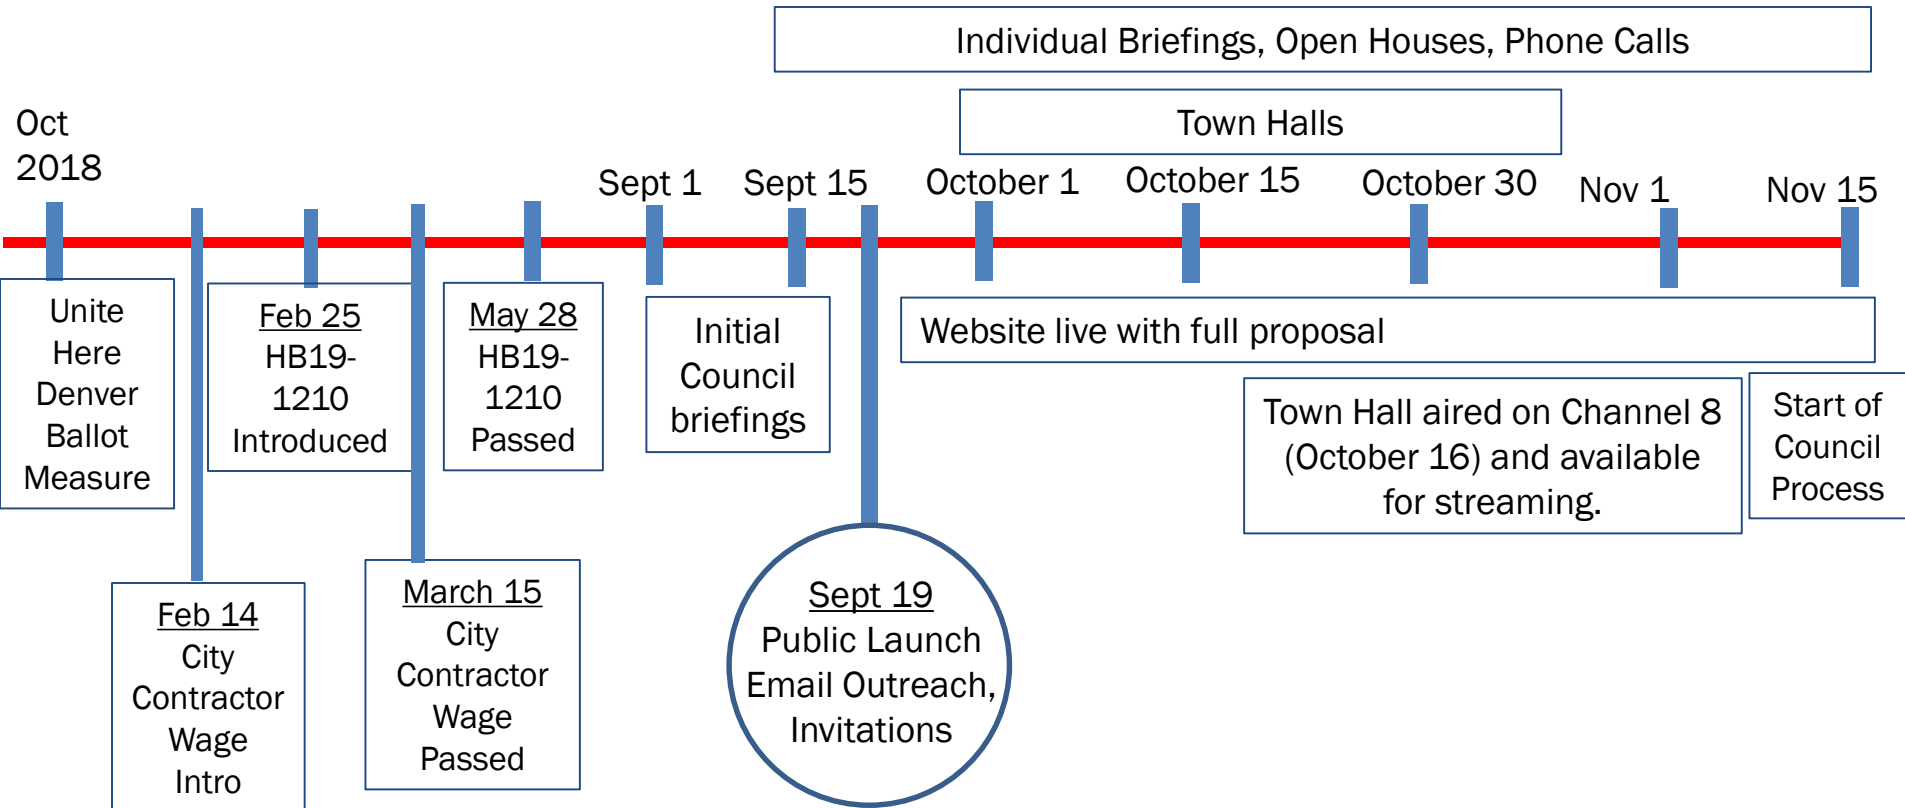 Individual Briefings, Open Houses, Phone Calls
Town Halls
Oct
2018
Sept 1
Sept 15
October 1
October 15
October 30
Nov 1
Nov 15
Unite
Here
Denver
Ballot
Measure
Feb 25
HB19-
1210
Introduced
May 28
HB19-
1210
Passed
Initial
Council
briefings
Website live with full proposal
Town Hall aired on Channel 8
(October 16) and available
for streaming.
Start of
Council
Process
Feb 14
City
Contractor
Wage
Intro
March 15
City
Contractor
Wage
Passed
Sept 19
Public Launch
Email Outreach,
Invitations